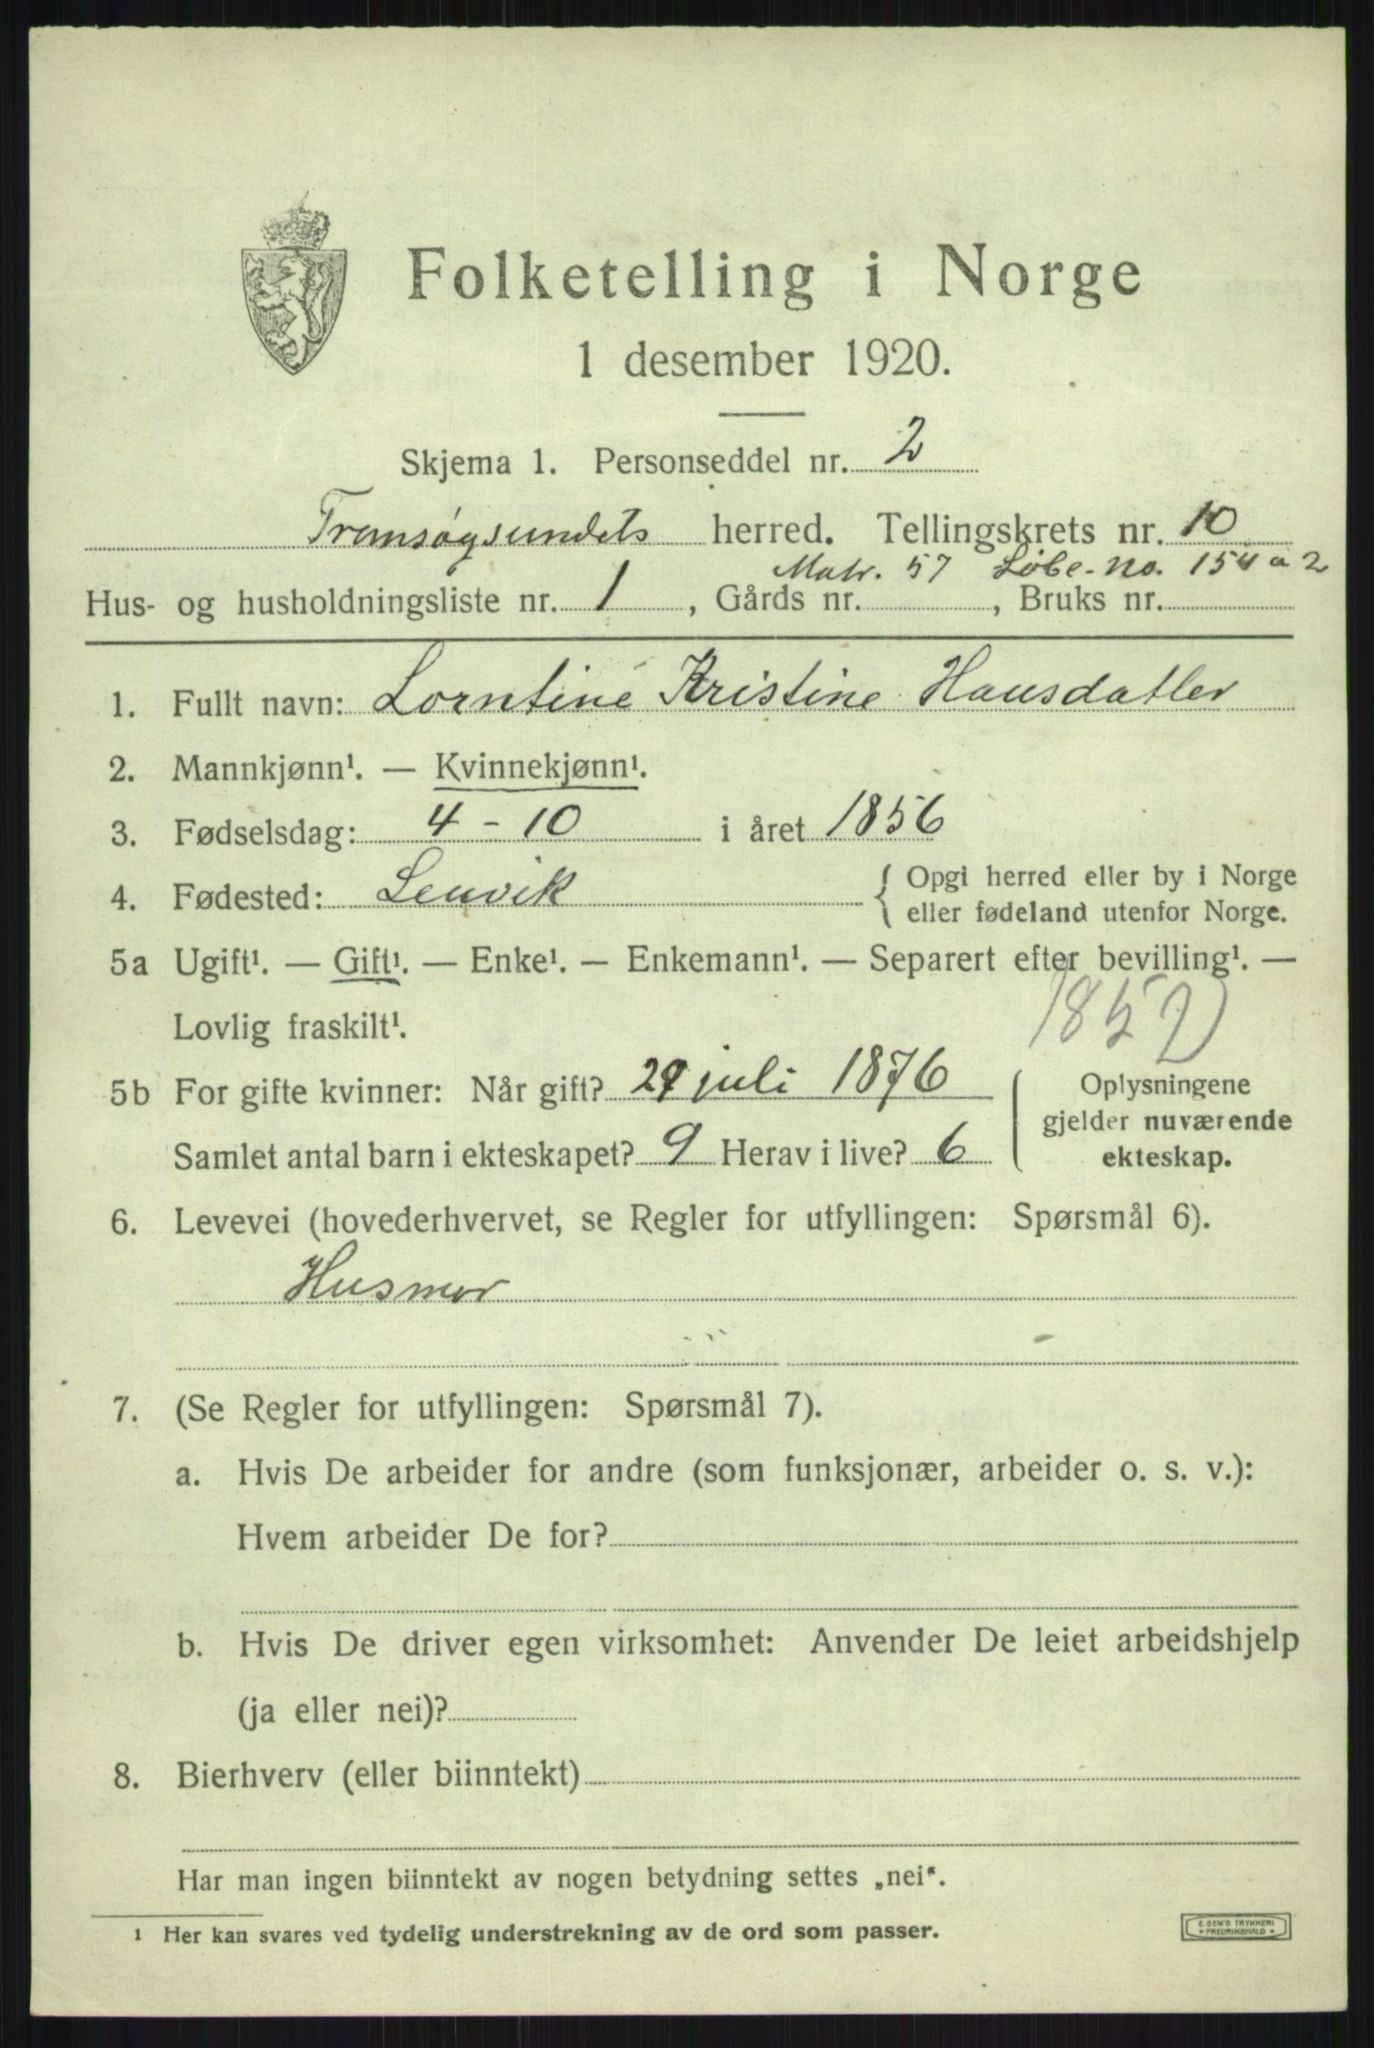 Folketelling i Norge
1 desember 1920.
Skjema 1. Personseddel nr. 2
Tromsøysundets herred. Tellingskrets nr. 10
Matr. 57 Løbe-No. 154 a 2
Hus- og husholdningsliste nr. 1, Gårds nr. , Bruks nr.
1. Fullt navn: Lorntine Kristine Hansdatter
2. Mannkjønn¹. — Kvinnekjønn¹.
3. Fødselsdag: 4 - 10 i året 1856
4. Fødested: Lenvik { Opgi herred eller by i Norge
eller fødeland utenfor Norge.
5a Ugift¹. — Gift¹. — Enke¹. — Enkemann¹. — Separert efter bevilling¹. —
Lovlig fraskilt¹.
5b For gifte kvinner: Når gift? 29 juli 1876
Samlet antal barn i ekteskapet? 9 Herav i live? 6
Oplysningene
gjelder nuværende
ekteskap.
6. Levevei (hovederhvervet, se Regler for utfyllingen: Spørsmål 6).
Husmor
7. (Se Regler for utfyllingen: Spørsmål 7).
a. Hvis De arbeider for andre (som funksjonær, arbeider o. s. v.):
Hvem arbeider De for?
b. Hvis De driver egen virksomhet: Anvender De leiet arbeidshjelp
(ja eller nei)?
8. Bierhverv (eller biinntekt)
Har man ingen biinntekt av nogen betydning settes „nei“.
1 Her kan svares ved tydelig understrekning av de ord som passer.
E. SEM'S TRYKKERI
* FREDRIKSHALD *